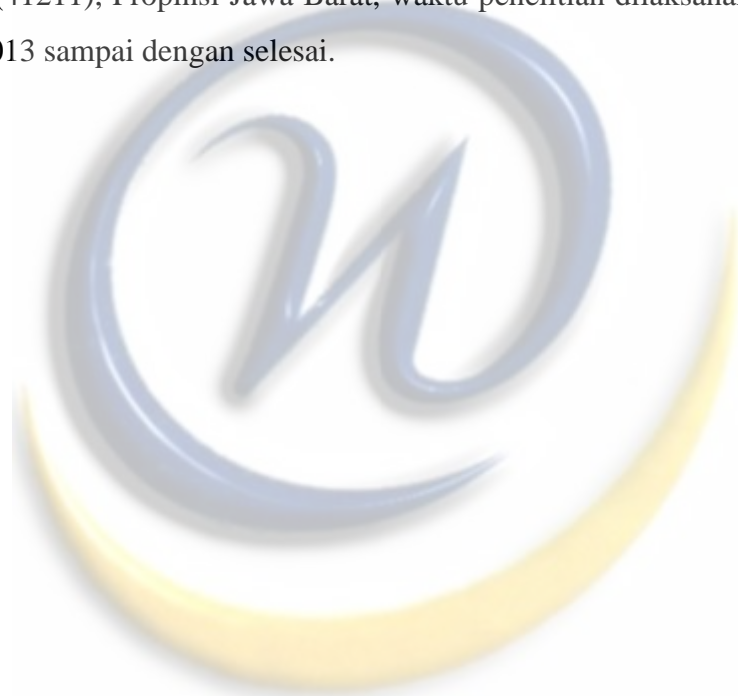 (41211), Propinsi Jawa Barat, waktu penelitian dilaksana
013 sampai dengan selesai.